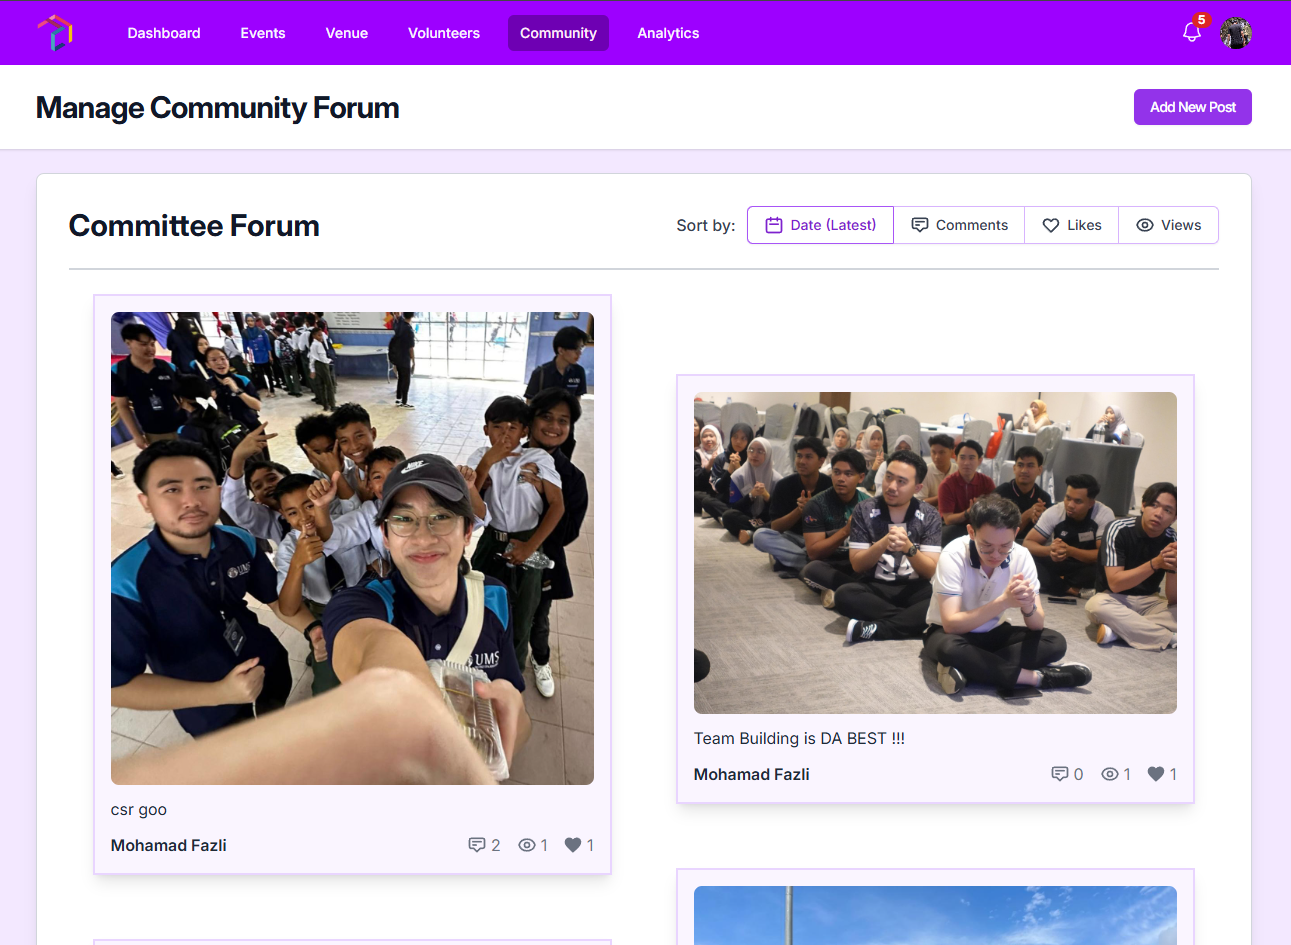 Dashboard
Events
Venue
Volunteers
Community
Analytics
5
Manage Community Forum
Add New Post
Committee Forum
Sort by:
Date (Latest)
Comments
Likes
Views
UMS
csr goo
Mohamad Fazli
2
1
1
Team Building is DA BEST !!!
Mohamad Fazli
0
1
1